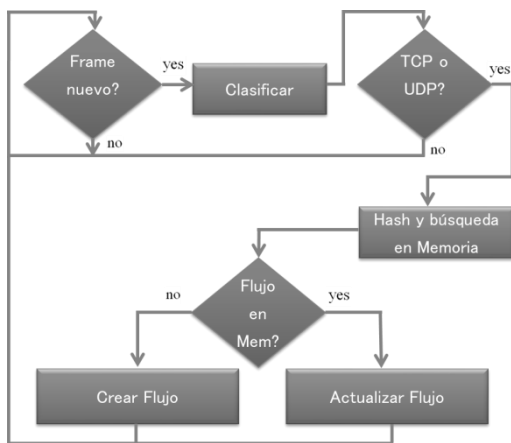 Frame
nuevo?
yes
Clasificar
TCP o
UDP?
yes
no
no
Hash y búsqueda
en Memoria
Flujo
en
Mem?
no
yes
Crear Flujo
Actualizar Flujo